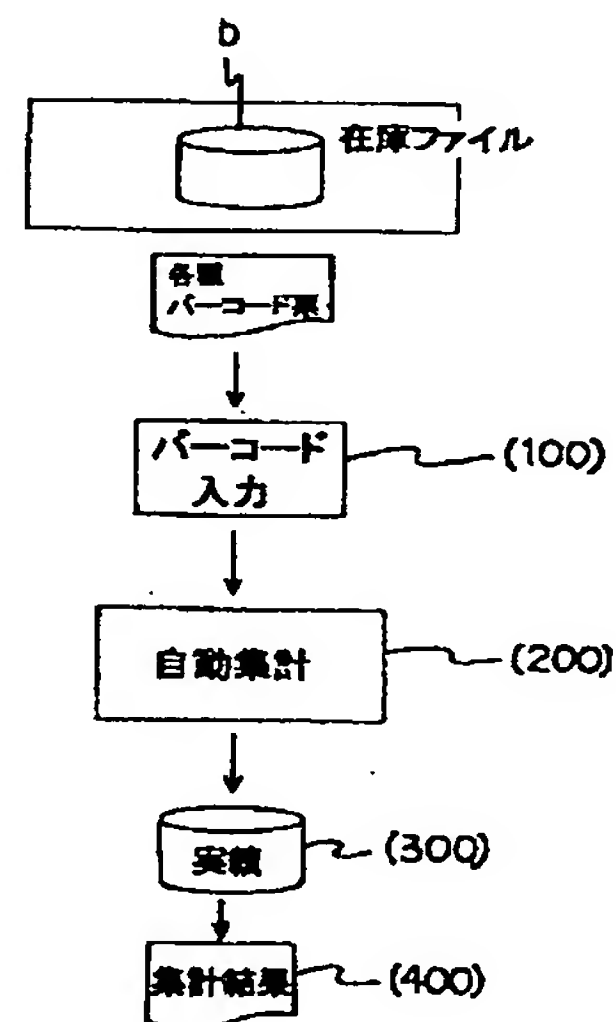 b
在庫ファイル
各種
バーコード票
バーコード
入力
(100)
自動集計
(200)
実績
(300)
集計結果
(400)